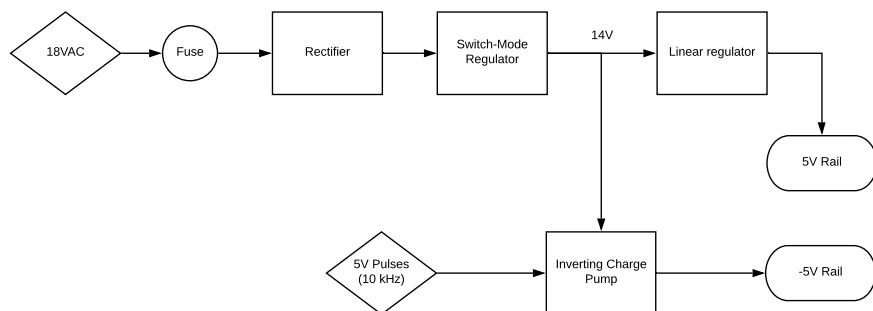 18VAC
Fuse
Rectifier
Switch-Mode
Regulator
14V
Linear regulator
5V Rail
5V Pulses
(10 kHz)
Inverting Charge
Pump
-5V Rail